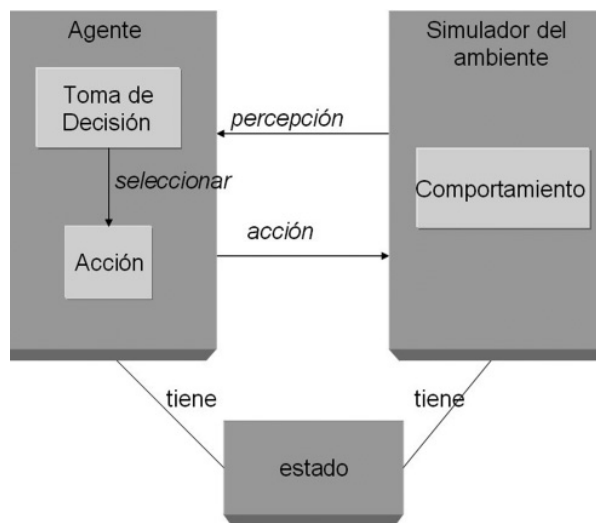 Agente
Simulador del
ambiente
Toma de
Decisión
percepción
seleccionar
Comportamiento
acción
Acción
tiene
tiene
estado